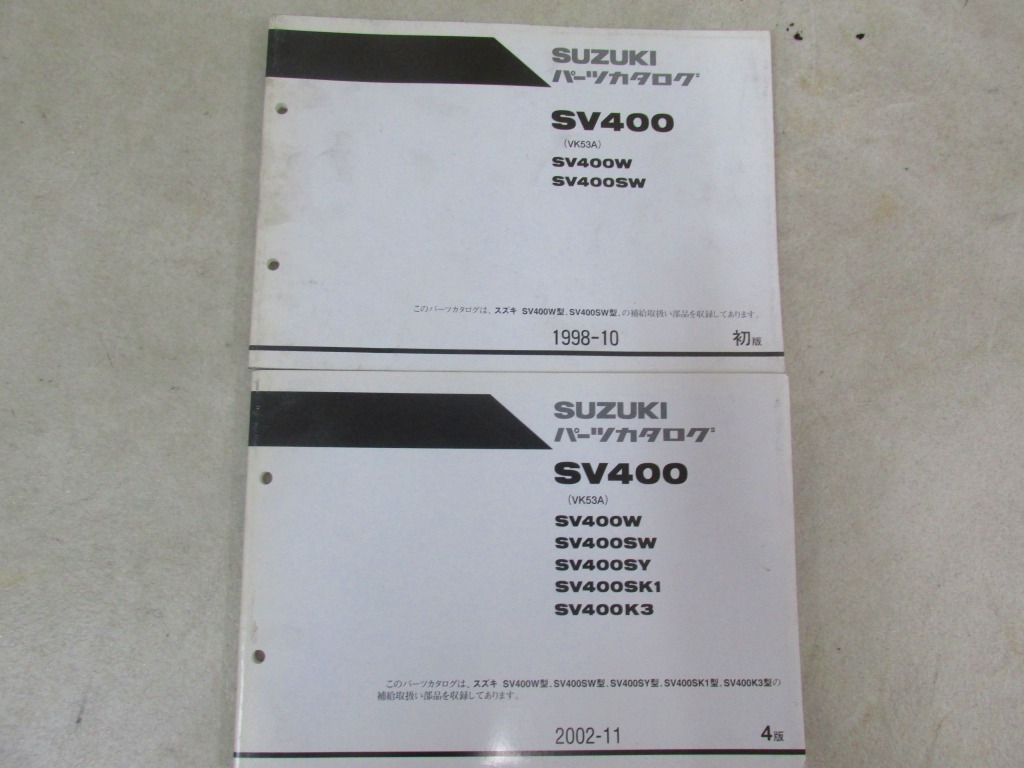 SUZUKI
パーツカタログ
SV400
(VK53A)
SV400W
SV400SW
このパーツカタログは、スズキ SV400W型、SV400SW型、の補給取扱い部品を収録してあります。
1998-10 初版
SUZUKI
パーツカタログ
SV400
(VK53A)
SV400W
SV400SW
SV400SY
SV400SK1
SV400K3
このパーツカタログは、スズキ SV400W型、SV400SW型、SV400SY型、SV400SK1型、SV400K3型の
補給取扱い部品を収録してあります。
2002-11 4版